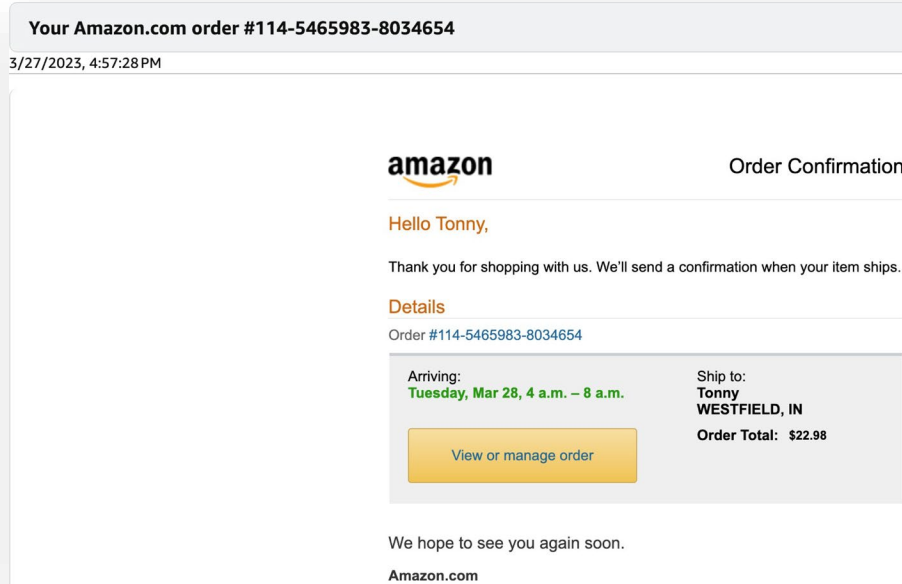 Your Amazon.com order #114-5465983-8034654
3/27/2023, 4:57:28 PM
amazon
Order Confirmation
Hello Tonny,
Thank you for shopping with us. We'll send a confirmation when your item ships.
Details
Order #114-5465983-8034654
Arriving:
Tuesday, Mar 28, 4 a.m. – 8 a.m.
View or manage order
Ship to:
Tonny
WESTFIELD, IN
Order Total: $22.98
We hope to see you again soon.
Amazon.com